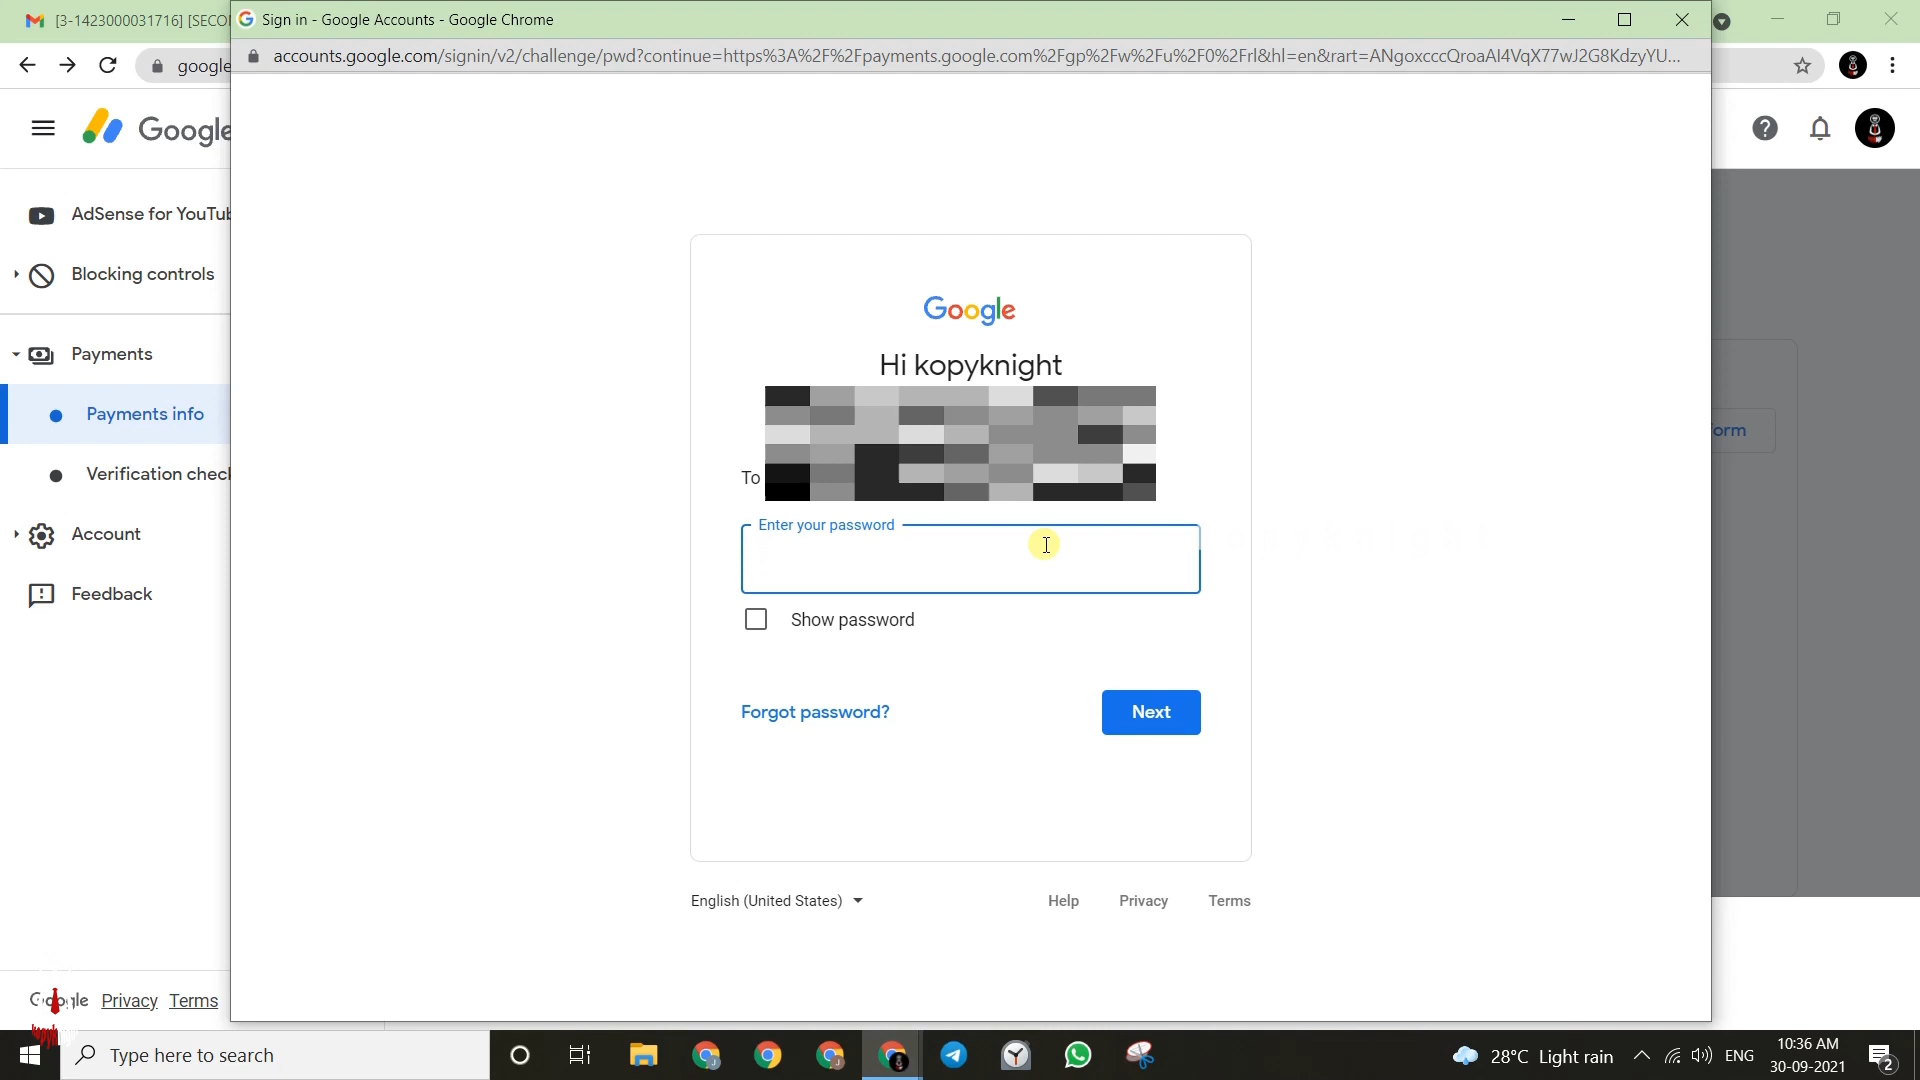 [3-1423000031716] [SECO
Sign in - Google Accounts - Google Chrome
google
accounts.google.com/signin/v2/challenge/pwd?continue=https%3A%2F%2Fpayments.google.com%2Fgp%2Fw%2Fu%2F0%2Frl&hl=en&rart=ANgoxcccQroaAI4VqX77wJ2G8KdzyYU...
Google
AdSense for YouTub
Blocking controls
Payments
Payments info
Verification check
Account
Feedback
Google
Hi kopyknight
To
Enter your password
Show password
Forgot password?
Next
orm
English (United States)
Help
Privacy
Terms
Google
Privacy
Terms
Type here to search
28°C Light rain
ENG
10:36 AM
30-09-2021
2